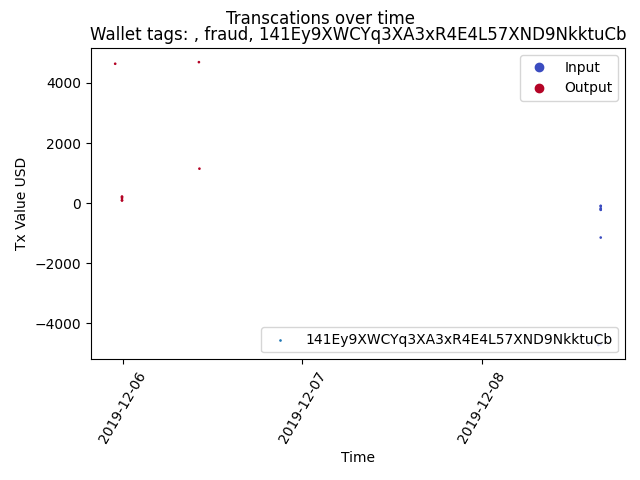 Transcations over time
Wallet tags: , fraud, 141Ey9XWCYq3XA3xR4E4L57XND9NkktuCb
Input
Output
4000
2000
0
−2000
−4000
Tx Value USD
141Ey9XWCYq3XA3xR4E4L57XND9NkktuCb
2019-12-06
2019-12-07
2019-12-08
Time